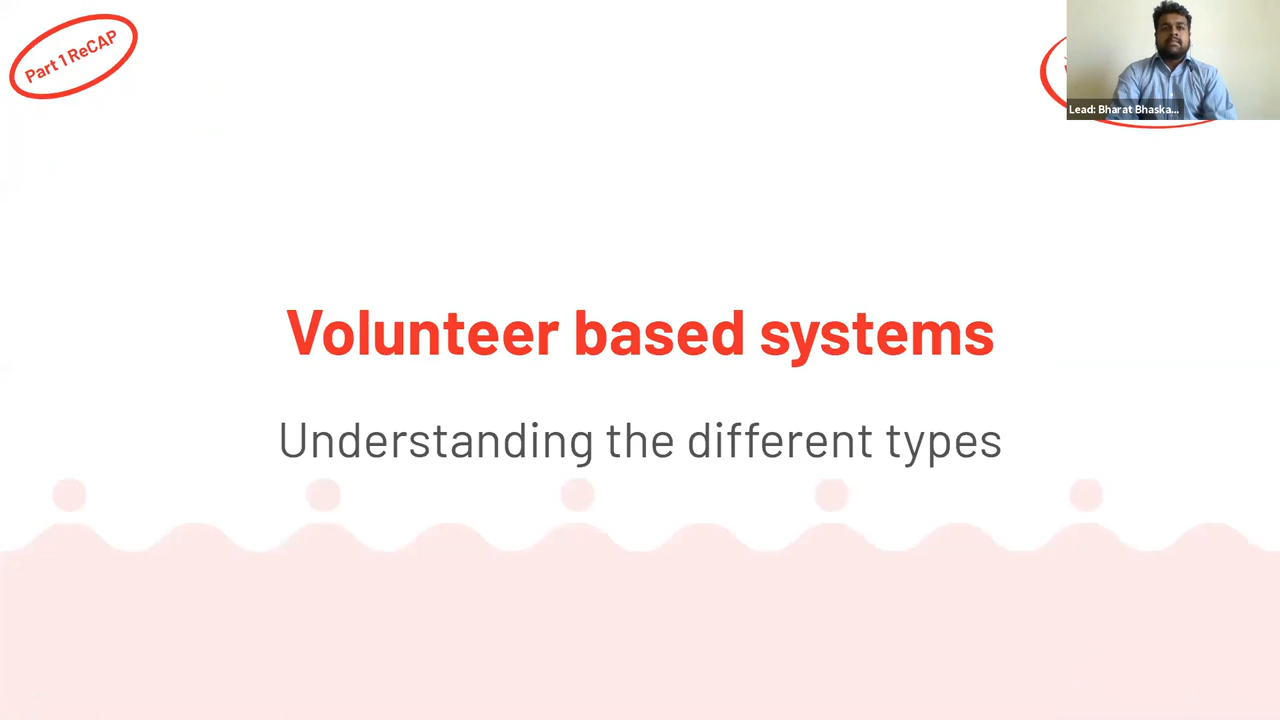 Part 1 ReCAP
Lead: Bharat Bhaska...
Volunteer based systems
Understanding the different types